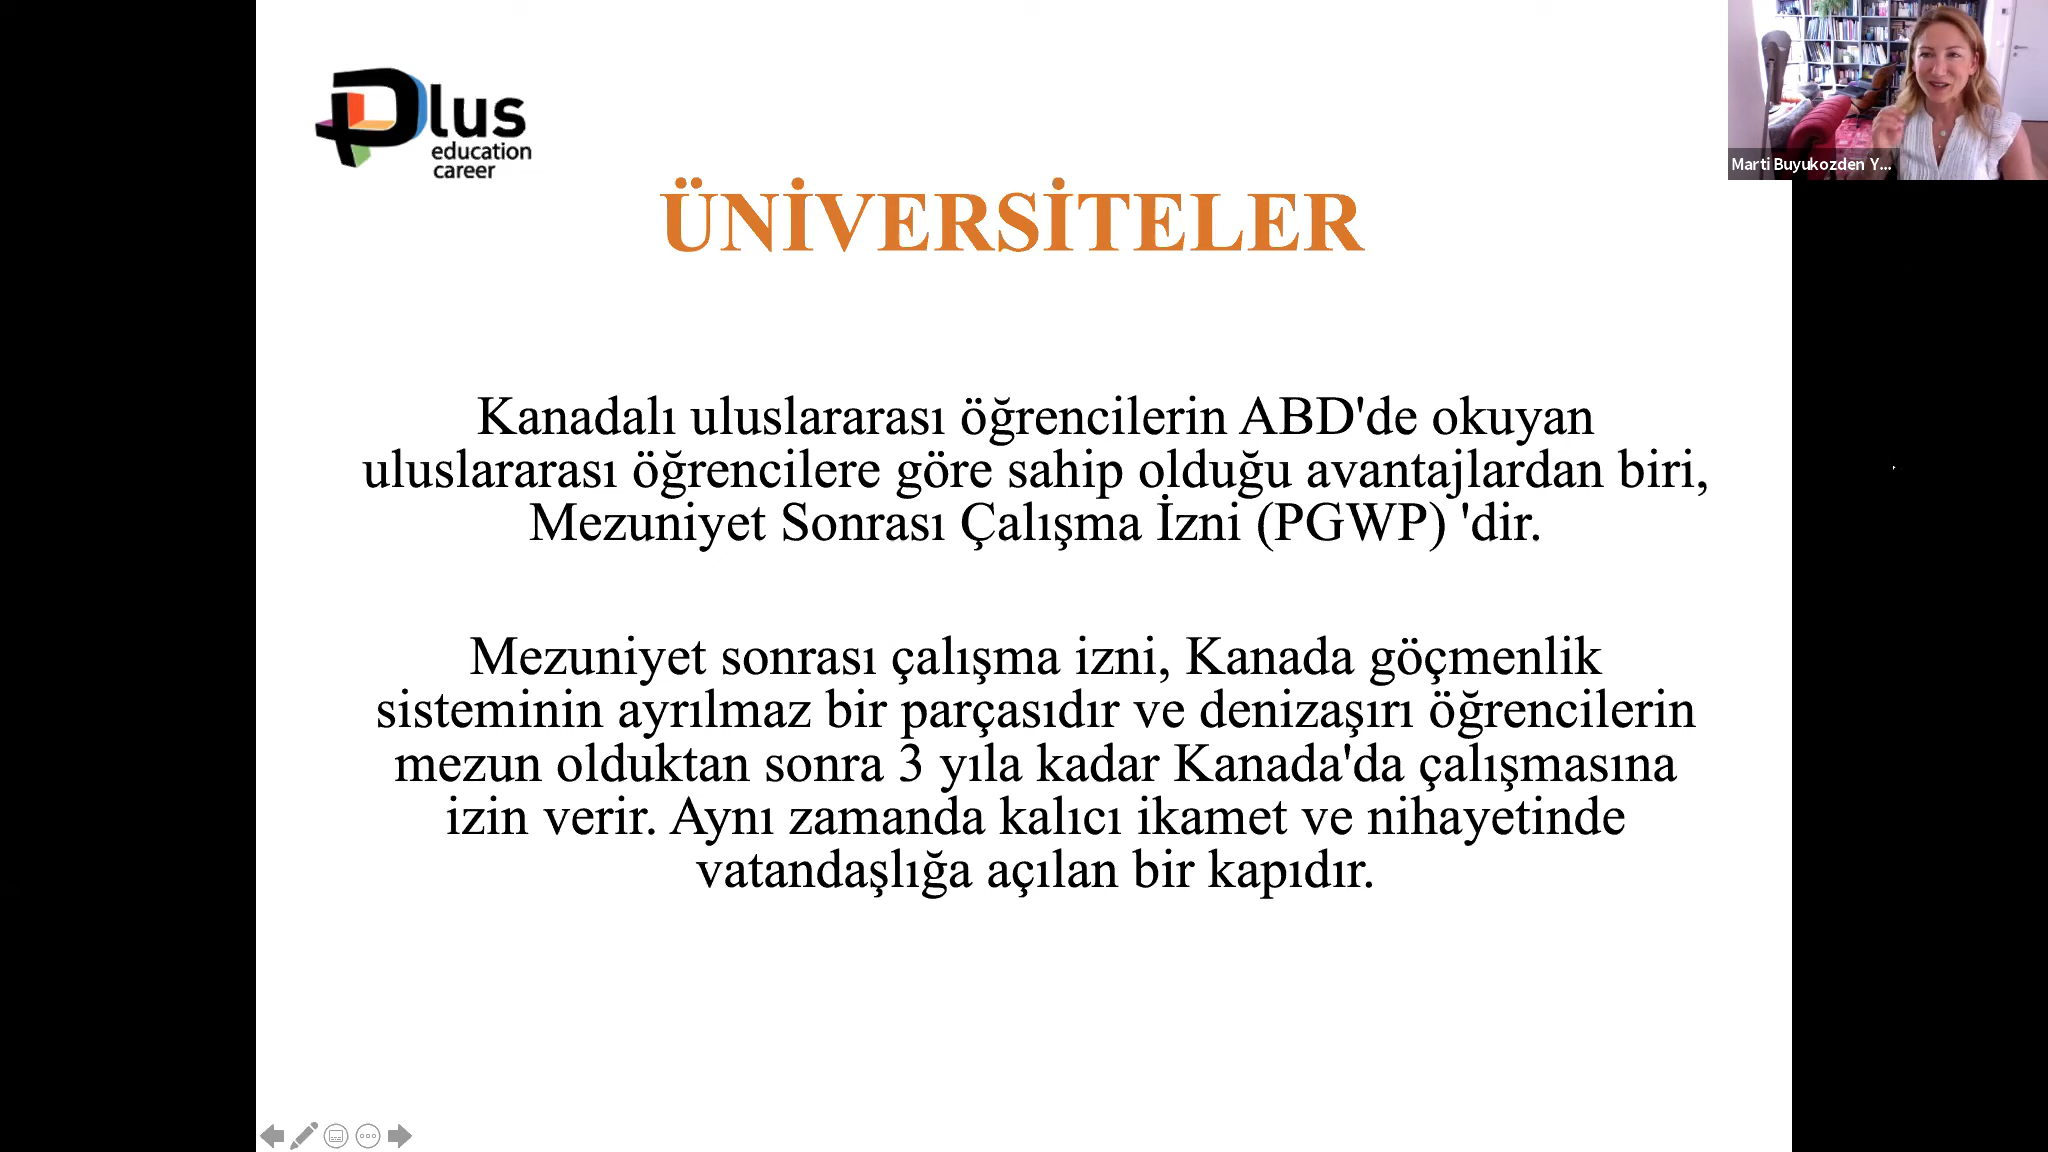 Plus
education
career
Marti Buyukozden Y...
ÜNİVERSİTELER
Kanadalı uluslararası öğrencilerin ABD'de okuyan
uluslararası öğrencilere göre sahip olduğu avantajlardan biri,
Mezuniyet Sonrası Çalışma İzni (PGWP) 'dir.
Mezuniyet sonrası çalışma izni, Kanada göçmenlik
sisteminin ayrılmaz bir parçasıdır ve denizaşırı öğrencilerin
mezun olduktan sonra 3 yıla kadar Kanada'da çalışmasına
izin verir. Aynı zamanda kalıcı ikamet ve nihayetinde
vatandaşlığa açılan bir kapıdır.